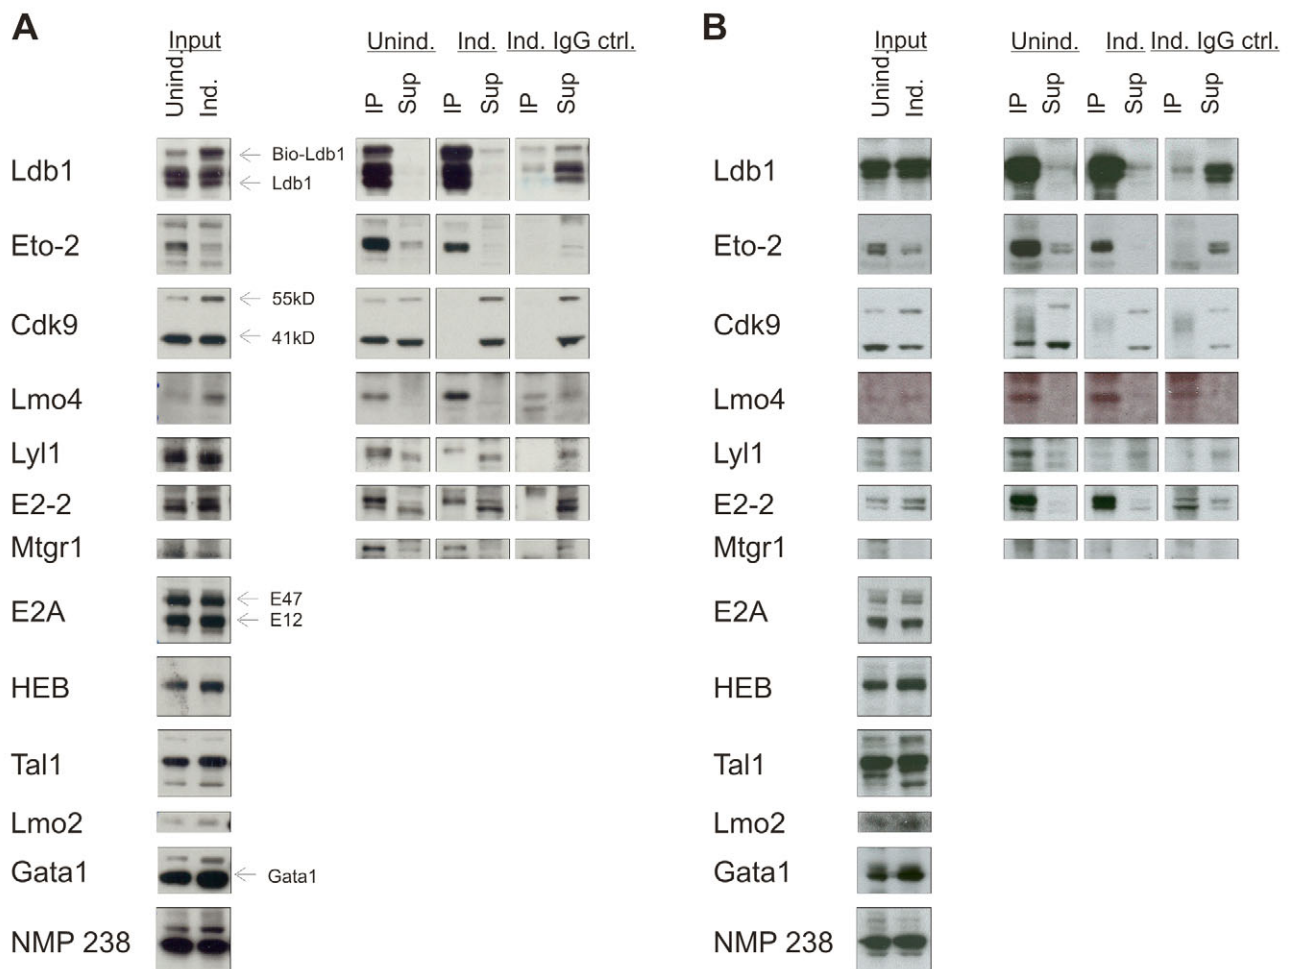 A
Input
Unind.
Ind.
Unind. Ind. Ind. IgG ctrl.
IP Sup IP Sup IP Sup
Ldb1
Bio-Ldb1
Ldb1
Eto-2
Cdk9
55kD
41kD
Lmo4
Lyl1
E2-2
Mtgr1
E2A
E47
E12
HEB
Tal1
Lmo2
Gata1
Gata1
NMP 238
B
Input
Unind.
Ind.
Unind. Ind. Ind. IgG ctrl.
IP Sup IP Sup IP Sup
Ldb1
Eto-2
Cdk9
Lmo4
Lyl1
E2-2
Mtgr1
E2A
HEB
Tal1
Lmo2
Gata1
NMP 238